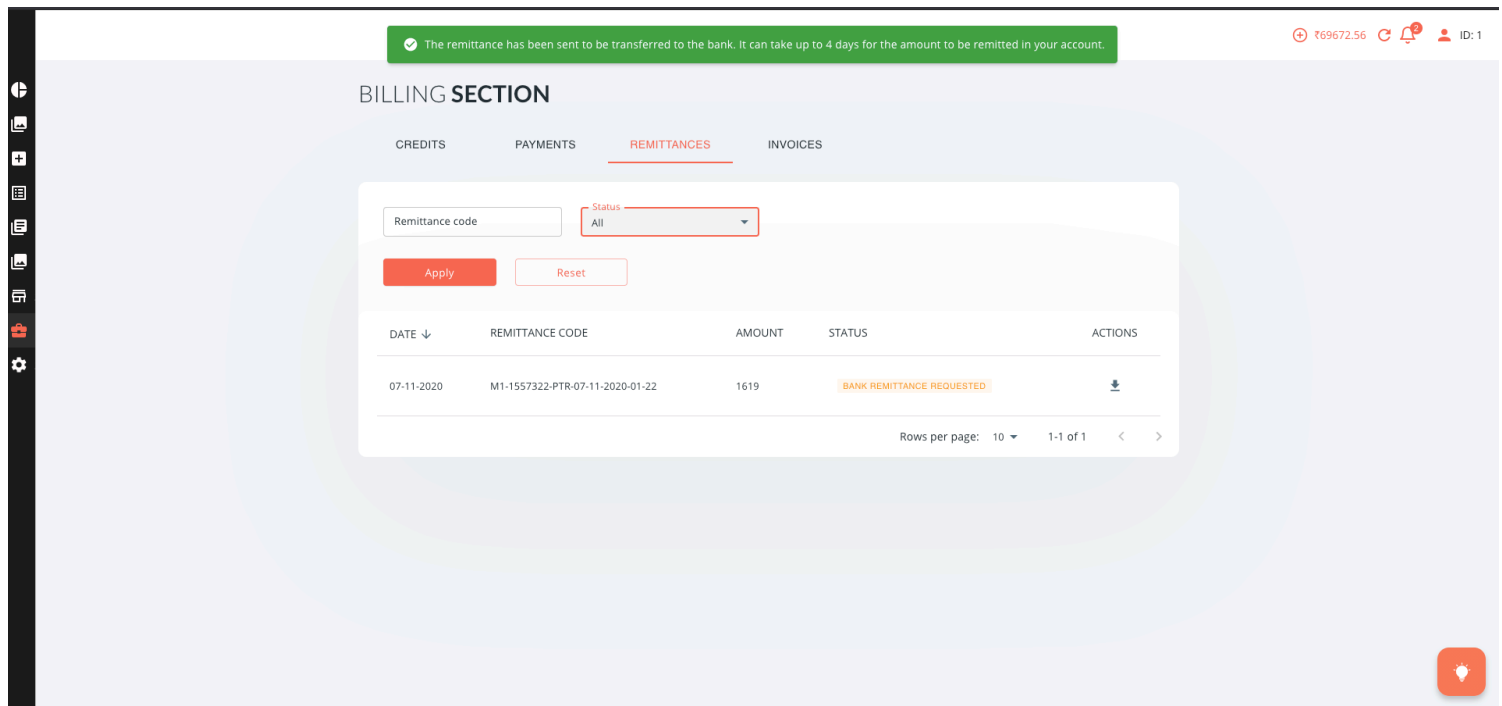 The remittance has been sent to be transferred to the bank. It can take up to 4 days for the amount to be remitted in your account.
₹69672.56 2 ID: 1
BILLING SECTION
CREDITS PAYMENTS REMITTANCES INVOICES
Remittance code
Status
All
Apply Reset
DATE REMITTANCE CODE AMOUNT STATUS ACTIONS
07-11-2020 M1-1557322-PTR-07-11-2020-01-22 1619 BANK REMITTANCE REQUESTED
Rows per page: 10 1-1 of 1